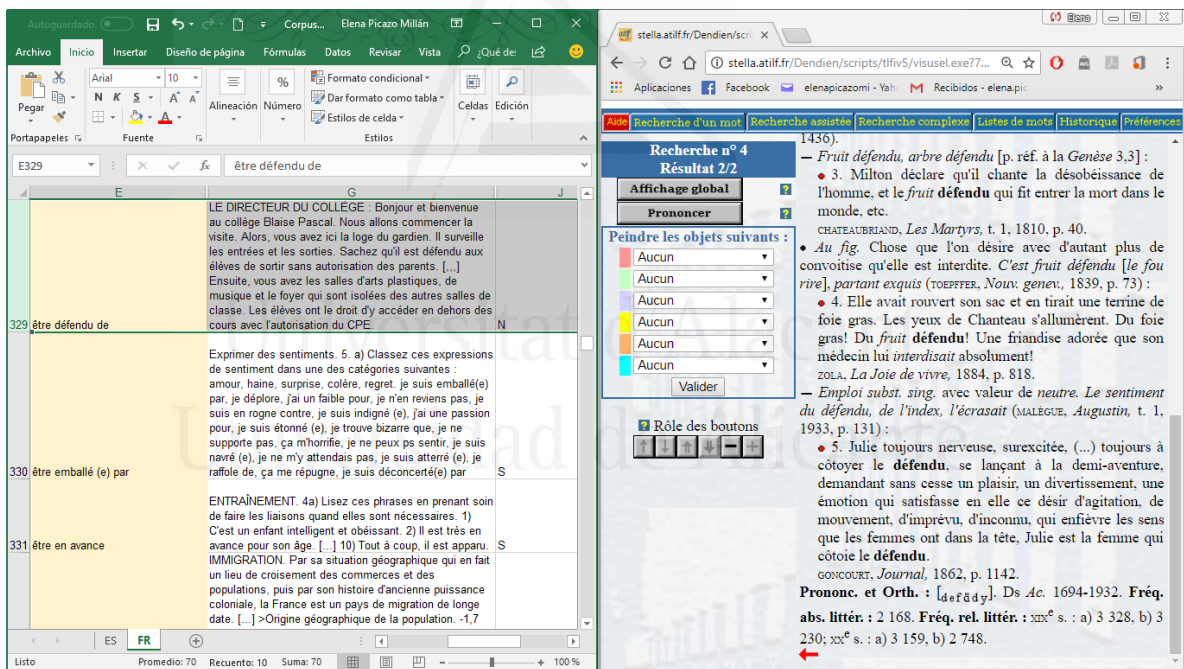 Autoguardado
Corpus...
Elena Picazo Millán
Archivo Inicio Insertar Diseño de página Fórmulas Datos Revisar Vista ¿Qué de:
Pegar
Arial 10
N K S
Alineación Número
Formato condicional
Dar formato como tabla
Estilos de celda
Celdas Edición
Portapapeles Fuente Estilos
E329 fx être défendu de
E G J
LE DIRECTEUR DU COLLÈGE : Bonjour et bienvenue
au collège Blaise Pascal. Nous allons commencer la
visite. Alors, vous avez ici la loge du gardien. Il surveille
les entrées et les sorties. Sachez qu'il est défendu aux
élèves de sortir sans autorisation des parents. [...]
Ensuite, vous avez les salles d'arts plastiques, de
musique et le foyer qui sont isolées des autres salles de
classe. Les élèves ont le droit d'y accéder en dehors des
329 être défendu de cours avec l'autorisation du CPE. N
Exprimer des sentiments. 5. a) Classez ces expressions
de sentiment dans une des catégories suivantes :
amour, haine, surprise, colère, regret. je suis emballé(e)
par, je déplore, j'ai un faible pour, je n'en reviens pas, je
suis en rogne contre, je suis indigné (e), j'ai une passion
pour, je suis étonné (e), je trouve bizarre que, je ne
supporte pas, ça m'horrifie, je ne peux ps sentir, je suis
navré (e), je ne m'y attendais pas, je suis atterré (e), je
330 être emballé (e) par raffole de, ça me répugne, je suis déconcerté(e) par S
ENTRAÎNEMENT. 4a) Lisez ces phrases en prenant soin
de faire les liaisons quand elles sont nécessaires. 1)
C'est un enfant intelligent et obéissant. 2) Il est très en
331 être en avance avance pour son âge. [...] 10) Tout à coup, il est apparu. S
IMMIGRATION. Par sa situation géographique qui en fait
un lieu de croisement des commerces et des
populations, puis par son histoire d'ancienne puissance
coloniale, la France est un pays de migration de longe
date. [...] >Origine géographique de la population. -1,7
ES FR
Listo Promedio: 70 Recuento: 10 Suma: 70 100 %
Elena
stella.atilf.fr/Dendien/scri
stella.atilf.fr/Dendien/scripts/tlfiv5/visusel.exe?7...
Aplicaciones Facebook elenapicazomi - Yah Recibidos - elena.pic »
Aide Recherche d'un mot Recherche assistée Recherche complexe Listes de mots Historique Préférences
Recherche n° 4
Résultat 2/2
Affichage global ?
Prononcer ?
Peindre les objets suivants :
Aucun
Aucun
Aucun
Aucun
Aucun
Aucun
Valider
? Rôle des boutons
1436).
— Fruit défendu, arbre défendu [p. réf. à la Genèse 3,3] :
● 3. Milton déclare qu'il chante la désobéissance de
l'homme, et le fruit défendu qui fit entrer la mort dans le
monde, etc.
CHATEAUBRIAND, Les Martyrs, t. 1, 1810, p. 40.
• Au fig. Chose que l'on désire avec d'autant plus de
convoitise qu'elle est interdite. C'est fruit défendu [le fou
rire], partant exquis (TOEPFFER, Nouv. genev., 1839, p. 73) :
● 4. Elle avait rouvert son sac et en tirait une terrine de
foie gras. Les yeux de Chanteau s'allumèrent. Du foie
gras! Du fruit défendu! Une friandise adorée que son
médecin lui interdisait absolument!
ZOLA, La Joie de vivre, 1884, p. 818.
— Emploi subst. sing. avec valeur de neutre. Le sentiment
du défendu, de l'index, l'écrasait (MALÈGUE, Augustin, t. 1,
1933, p. 131) :
● 5. Julie toujours nerveuse, surexcitée, (...) toujours à
côtoyer le défendu, se lançant à la demi-aventure,
demandant sans cesse un plaisir, un divertissement, une
émotion qui satisfasse en elle ce désir d'agitation, de
mouvement, d'imprévu, d'inconnu, qui enfièvre les sens
que les femmes ont dans la tête, Julie est la femme qui
côtoie le défendu.
GONCOURT, Journal, 1862, p. 1142.
Prononc. et Orth. : [defɑ̃dy]. Ds Ac. 1694-1932. Fréq.
abs. littér. : 2 168. Fréq. rel. littér. : XIXe s. : a) 3 328, b) 3
230; XXe s. : a) 3 159, b) 2 748.
Universitat d'Alacant
Universidad de Alicante